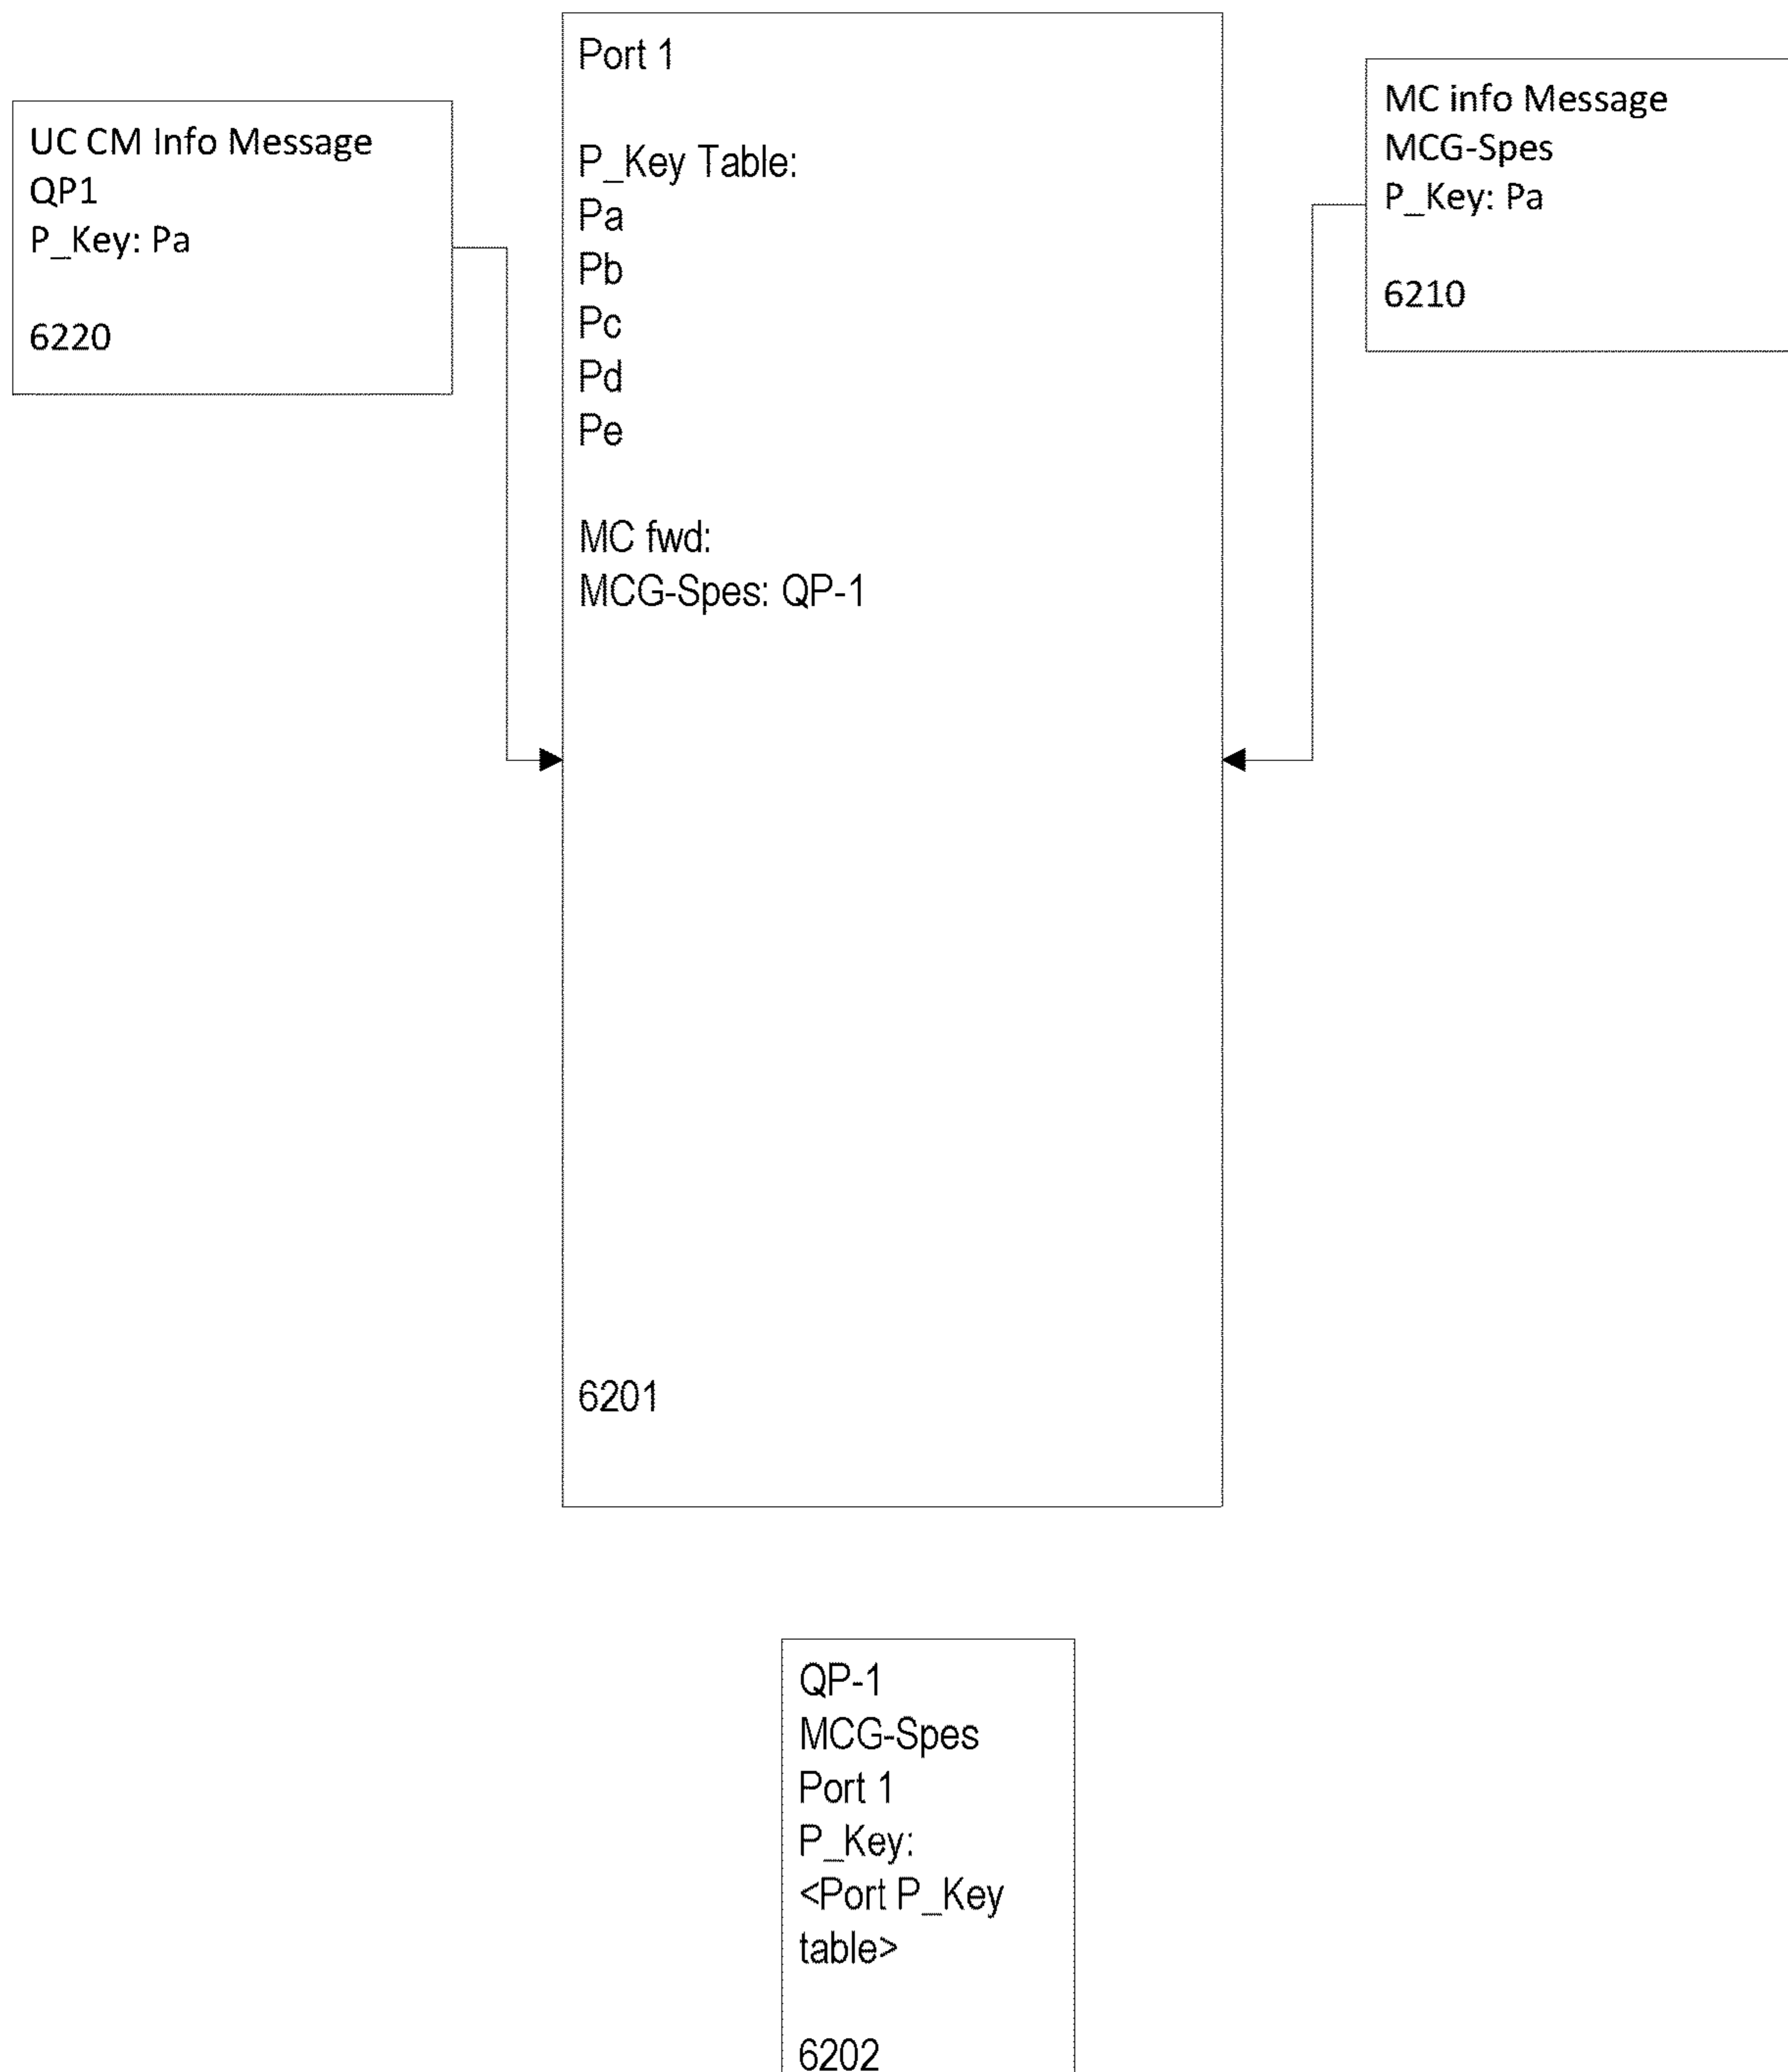 UC CM Info Message
QP1
P_Key: Pa
6220
Port 1
P_Key Table:
Pa
Pb
Pc
Pd
Pe
MC fwd:
MCG-Spes: QP-1
6201
MC info Message
MCG-Spes
P_Key: Pa
6210
QP-1
MCG-Spes
Port 1
P_Key:
<Port P_Key
table>
6202